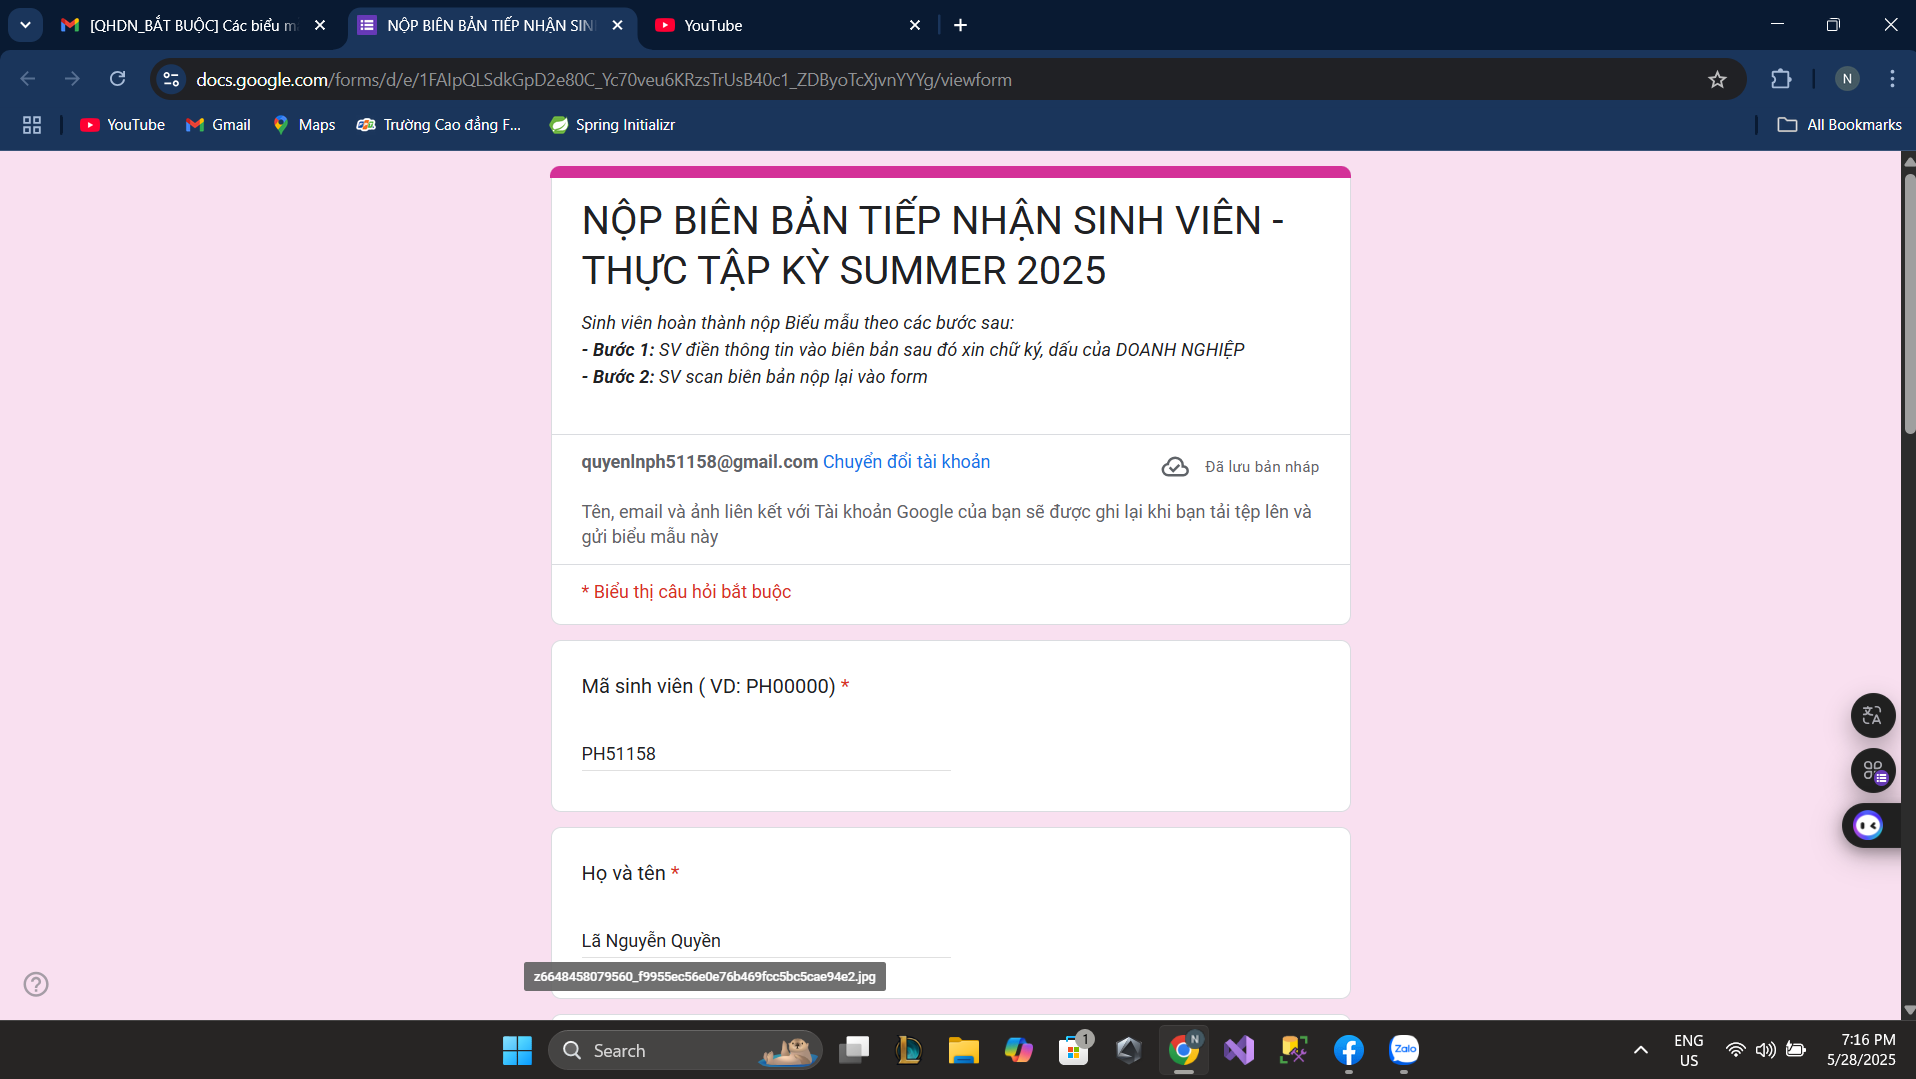 [QHDN_BẮT BUỘC] Các biểu m
NỘP BIÊN BẢN TIẾP NHẬN SIN
YouTube
docs.google.com/forms/d/e/1FAIpQLSdkGpD2e80C_Yc70veu6KRzsTrUsB40c1_ZDByoTcXjvnYYYg/viewform
N
YouTube
Gmail
Maps
Trường Cao đẳng F...
Spring Initializr
All Bookmarks
NỘP BIÊN BẢN TIẾP NHẬN SINH VIÊN -
THỰC TẬP KỲ SUMMER 2025
Sinh viên hoàn thành nộp Biểu mẫu theo các bước sau:
- Bước 1: SV điền thông tin vào biên bản sau đó xin chữ ký, dấu của DOANH NGHIỆP
- Bước 2: SV scan biên bản nộp lại vào form
quyenlnph51158@gmail.com Chuyển đổi tài khoản
Đã lưu bản nháp
Tên, email và ảnh liên kết với Tài khoản Google của bạn sẽ được ghi lại khi bạn tải tệp lên và
gửi biểu mẫu này
* Biểu thị câu hỏi bắt buộc
Mã sinh viên ( VD: PH00000) *
PH51158
Họ và tên *
Lã Nguyễn Quyền
z6648458079560_f9955ec56e0e76b469fcc5bc5cae94e2.jpg
Search
1
N
Zalo
ENG
US
7:16 PM
5/28/2025